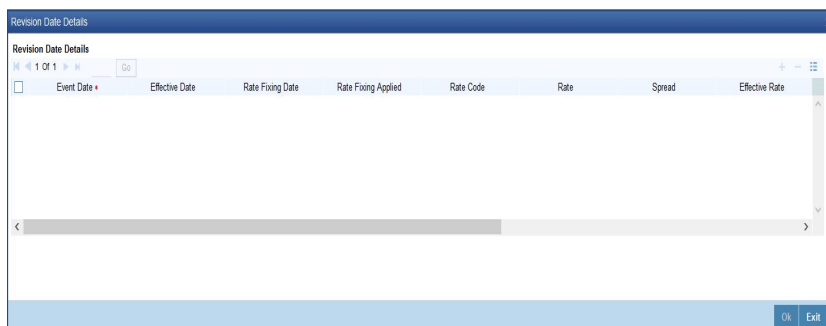 Revision Date Details
Revision Date Details
1 Of 1 Go
Event Date * Effective Date Rate Fixing Date Rate Fixing Applied Rate Code Rate Spread Effective Rate
Ok Exit